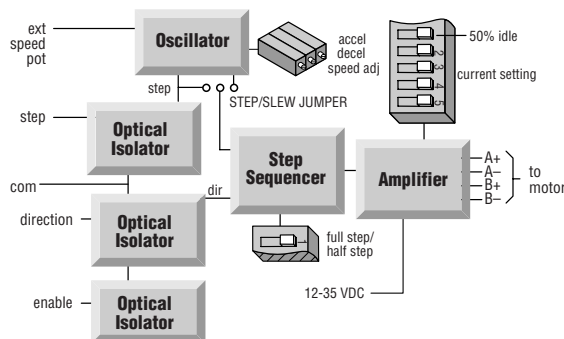 ext
speed
pot
Oscillator
accel
decel
speed adj
50% idle
2
3
4
5
current setting
step
STEP/SLEW JUMPER
step
Optical
Isolator
com
direction
Optical
Isolator
dir
Step
Sequencer
Amplifier
A+
A–
B+
B–
to
motor
1
full step/
half step
12-35 VDC
enable
Optical
Isolator